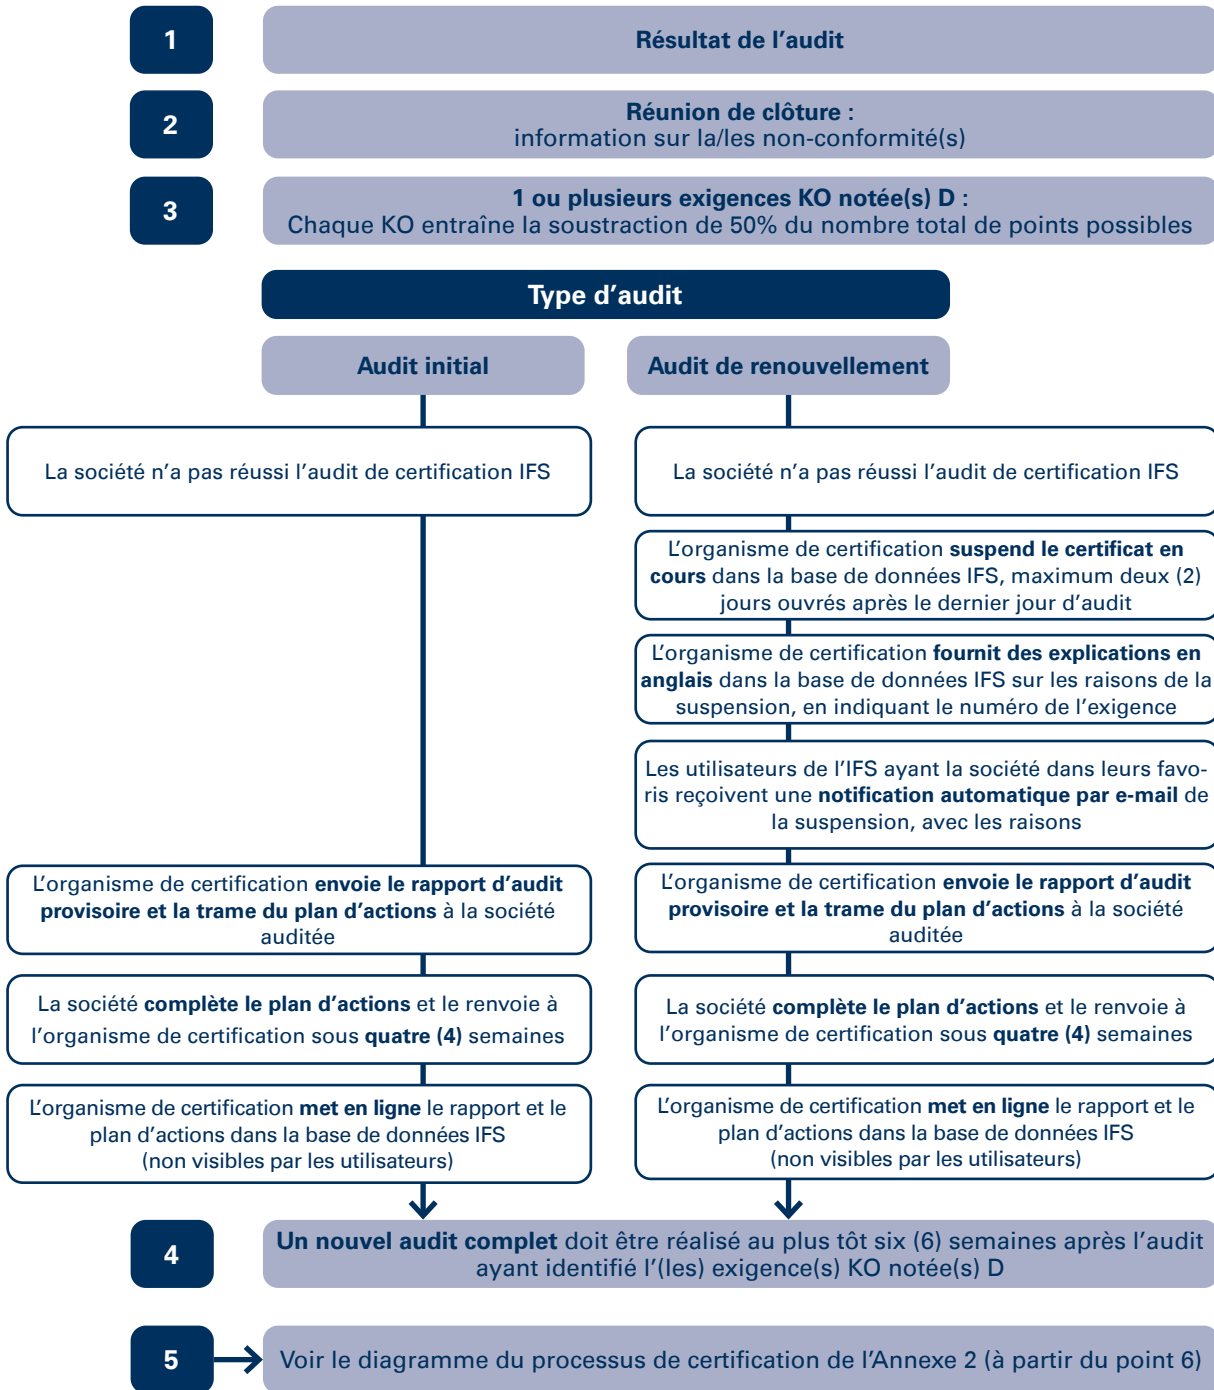 1
Résultat de l’audit
2
Réunion de clôture :
information sur la/les non-conformité(s)
3
1 ou plusieurs exigences KO notée(s) D :
Chaque KO entraîne la soustraction de 50% du nombre total de points possibles
Type d’audit
Audit initial
La société n’a pas réussi l’audit de certification IFS
L’organisme de certification envoie le rapport d’audit
provisoire et la trame du plan d’actions à la société
auditée
La société complète le plan d’actions et le renvoie à
l’organisme de certification sous quatre (4) semaines
L’organisme de certification met en ligne le rapport et le
plan d’actions dans la base de données IFS
(non visibles par les utilisateurs)
Audit de renouvellement
La société n’a pas réussi l’audit de certification IFS
L’organisme de certification suspend le certificat en
cours dans la base de données IFS, maximum deux (2)
jours ouvrés après le dernier jour d’audit
L’organisme de certification fournit des explications en
anglais dans la base de données IFS sur les raisons de la
suspension, en indiquant le numéro de l’exigence
Les utilisateurs de l’IFS ayant la société dans leurs favo-
ris reçoivent une notification automatique par e-mail de
la suspension, avec les raisons
L’organisme de certification envoie le rapport d’audit
provisoire et la trame du plan d’actions à la société
auditée
La société complète le plan d’actions et le renvoie à
l’organisme de certification sous quatre (4) semaines
L’organisme de certification met en ligne le rapport et le
plan d’actions dans la base de données IFS
(non visibles par les utilisateurs)
4
Un nouvel audit complet doit être réalisé au plus tôt six (6) semaines après l’audit
ayant identifié l’(les) exigence(s) KO notée(s) D
5
Voir le diagramme du processus de certification de l’Annexe 2 (à partir du point 6)